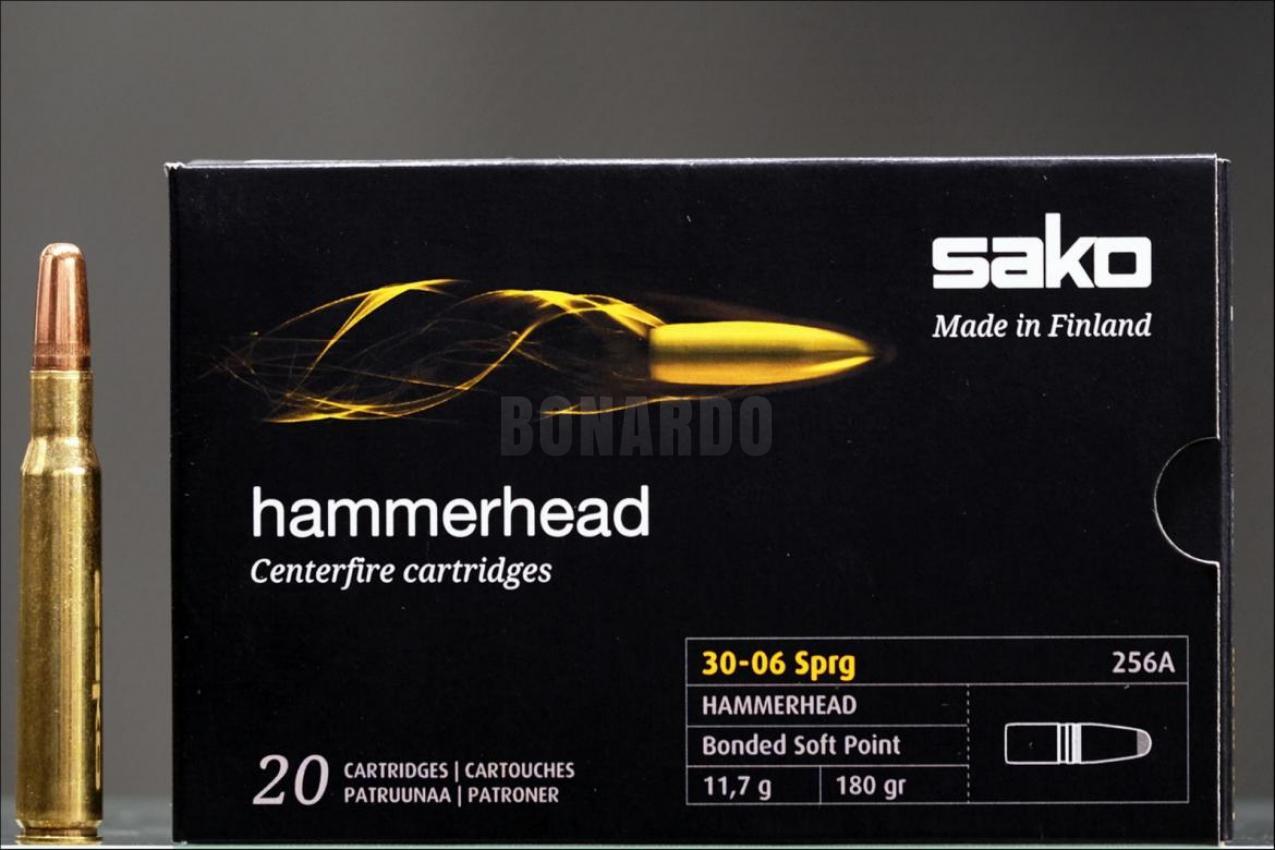 sako
Made in Finland
BONARDO
hammerhead
Centerfire cartridges
30-06 Sprg 256A
HAMMERHEAD
Bonded Soft Point
11,7 g 180 gr
20 CARTRIDGES | CARTOUCHES
PATRUUNAA | PATRONER